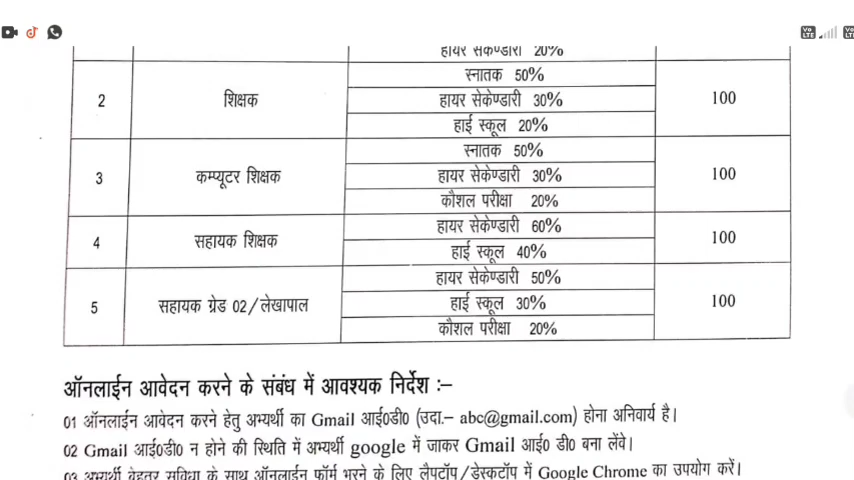 हायर सेकेण्डारी 20%
2 शिक्षक स्नातक 50% 100
हायर सेकेण्डारी 30%
हाई स्कूल 20%
3 कम्प्यूटर शिक्षक स्नातक 50% 100
हायर सेकेण्डारी 30%
कौशल परीक्षा 20%
4 सहायक शिक्षक हायर सेकेण्डारी 60% 100
हाई स्कूल 40%
5 सहायक ग्रेड 02/लेखापाल हायर सेकेण्डारी 50% 100
हाई स्कूल 30%
कौशल परीक्षा 20%
ऑनलाईन आवेदन करने के संबंध में आवश्यक निर्देश :–
01 ऑनलाईन आवेदन करने हेतु अभ्यर्थी का Gmail आई0डी0 (उदा.– abc@gmail.com) होना अनिवार्य है।
02 Gmail आई0डी0 न होने की स्थिति में अभ्यर्थी google में जाकर Gmail आई0 डी0 बना लेंवे।
03 अभ्यर्थी बेहतर सुविधा के साथ ऑनलाईन फॉर्म भरने के लिए लैपटॉप/डेस्कटॉप में Google Chrome का उपयोग करें।